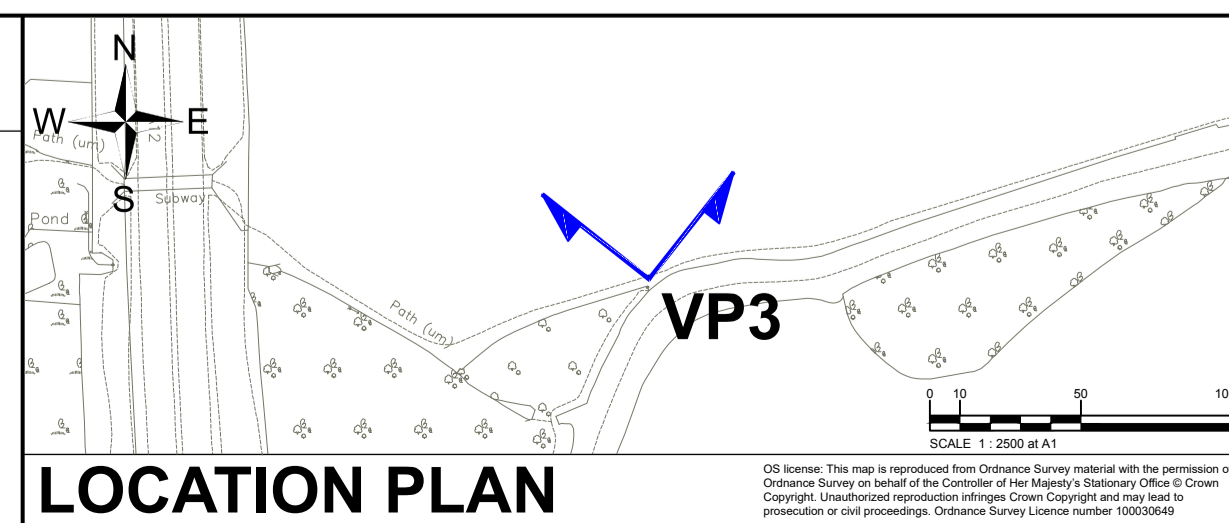 N
W E
S
12
Path (um)
Subway
Pond
Path (um)
VP3
0 10 50 10
SCALE 1 : 2500 at A1
LOCATION PLAN
OS license: This map is reproduced from Ordnance Survey material with the permission o
Ordnance Survey on behalf of the Controller of Her Majesty's Stationary Office © Crown
Copyright. Unauthorized reproduction infringes Crown Copyright and may lead to
prosecution or civil proceedings. Ordnance Survey Licence number 100030649